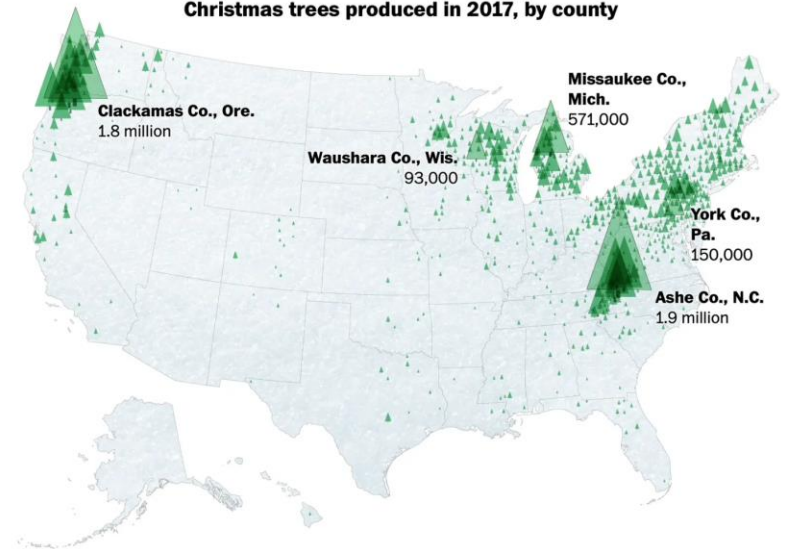 Christmas trees produced in 2017, by county
Clackamas Co., Ore.
1.8 million
Waushara Co., Wis.
93,000
Missaukee Co.,
Mich.
571,000
York Co.,
Pa.
150,000
Ashe Co., N.C.
1.9 million